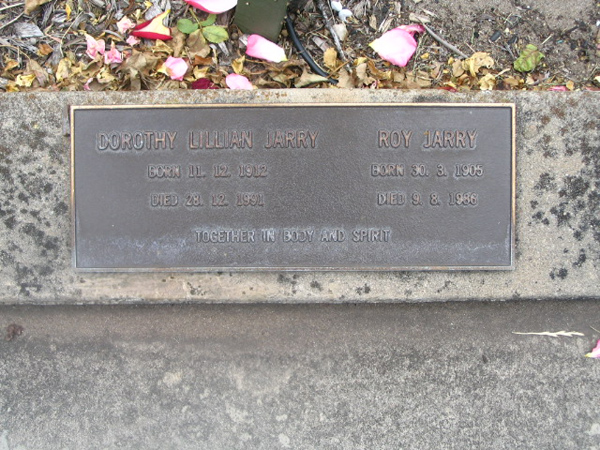 DOROTHY LILLIAN JARRY
BORN 11. 12. 1912
DIED 28. 12. 1991
ROY JARRY
BORN 30. 3. 1905
DIED 9. 8. 1986
TOGETHER IN BODY AND SPIRIT